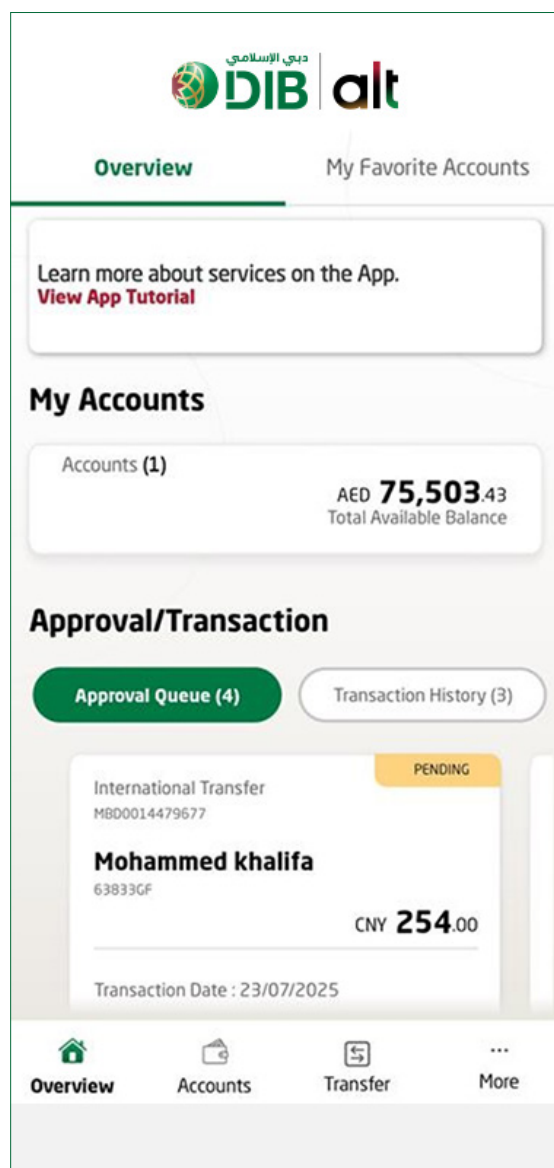 دبي الإسلامي
DIB alt
Overview My Favorite Accounts
Learn more about services on the App.
View App Tutorial
My Accounts
Accounts (1)
AED 75,503.43
Total Available Balance
Approval/Transaction
Approval Queue (4) Transaction History (3)
PENDING
International Transfer
MBD0014479677
Mohammed khalifa
63833GF
CNY 254.00
Transaction Date : 23/07/2025
Overview Accounts Transfer More